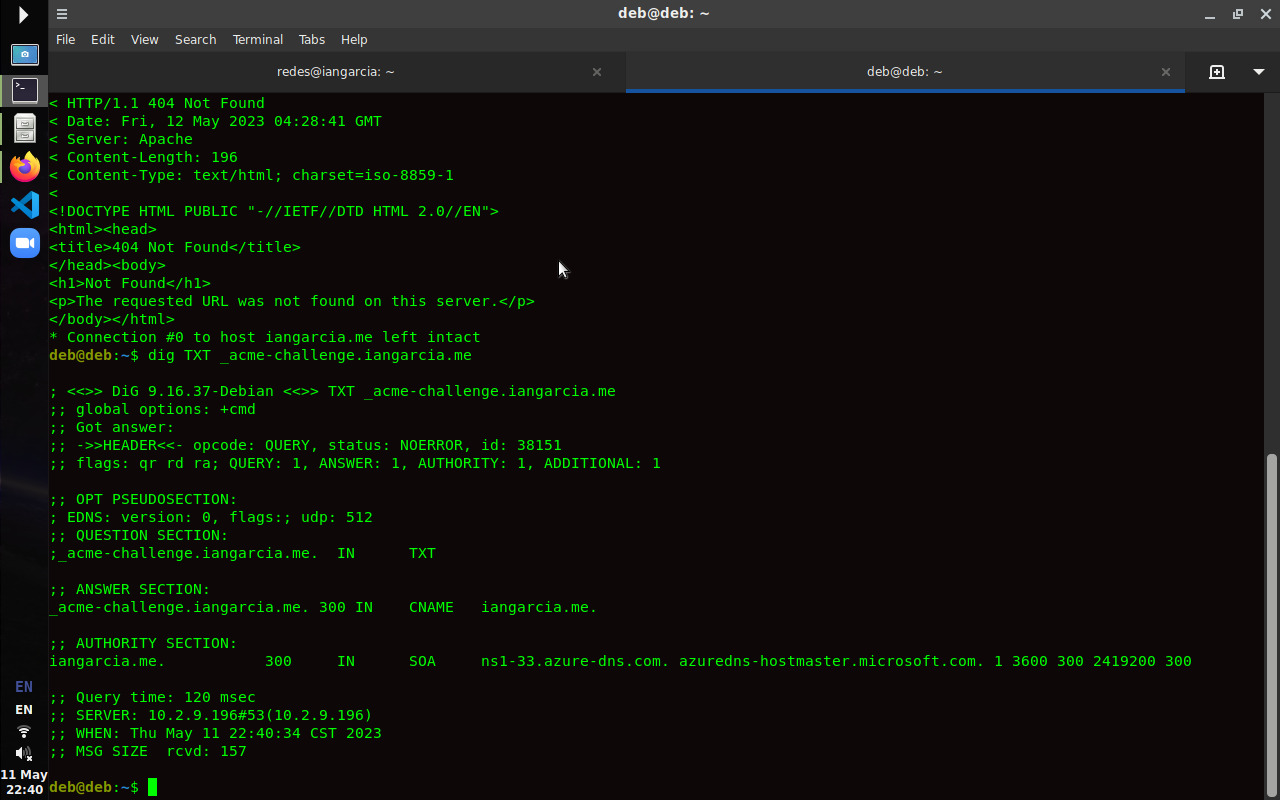 deb@deb: ~
File Edit View Search Terminal Tabs Help
redes@iangarcia: ~
deb@deb: ~
< HTTP/1.1 404 Not Found
< Date: Fri, 12 May 2023 04:28:41 GMT
< Server: Apache
< Content-Length: 196
< Content-Type: text/html; charset=iso-8859-1
<
<!DOCTYPE HTML PUBLIC "-//IETF//DTD HTML 2.0//EN">
<html><head>
<title>404 Not Found</title>
</head><body>
<h1>Not Found</h1>
<p>The requested URL was not found on this server.</p>
</body></html>
* Connection #0 to host iangarcia.me left intact
deb@deb:~$ dig TXT _acme-challenge.iangarcia.me
; <<>> DiG 9.16.37-Debian <<>> TXT _acme-challenge.iangarcia.me
;; global options: +cmd
;; Got answer:
;; ->>HEADER<<- opcode: QUERY, status: NOERROR, id: 38151
;; flags: qr rd ra; QUERY: 1, ANSWER: 1, AUTHORITY: 1, ADDITIONAL: 1
;; OPT PSEUDOSECTION:
; EDNS: version: 0, flags:; udp: 512
;; QUESTION SECTION:
;_acme-challenge.iangarcia.me. IN TXT
;; ANSWER SECTION:
_acme-challenge.iangarcia.me. 300 IN CNAME iangarcia.me.
;; AUTHORITY SECTION:
iangarcia.me. 300 IN SOA ns1-33.azure-dns.com. azuredns-hostmaster.microsoft.com. 1 3600 300 2419200 300
;; Query time: 120 msec
;; SERVER: 10.2.9.196#53(10.2.9.196)
;; WHEN: Thu May 11 22:40:34 CST 2023
;; MSG SIZE  rcvd: 157
deb@deb:~$
EN
EN
11 May
22:40